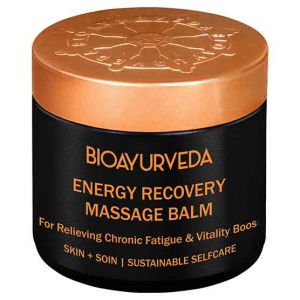 BIOAYURVEDA
ENERGY RECOVERY
MASSAGE BALM
For Relieving Chronic Fatigue & Vitality Boos
SKIN + SOIN | SUSTAINABLE SELFCARE